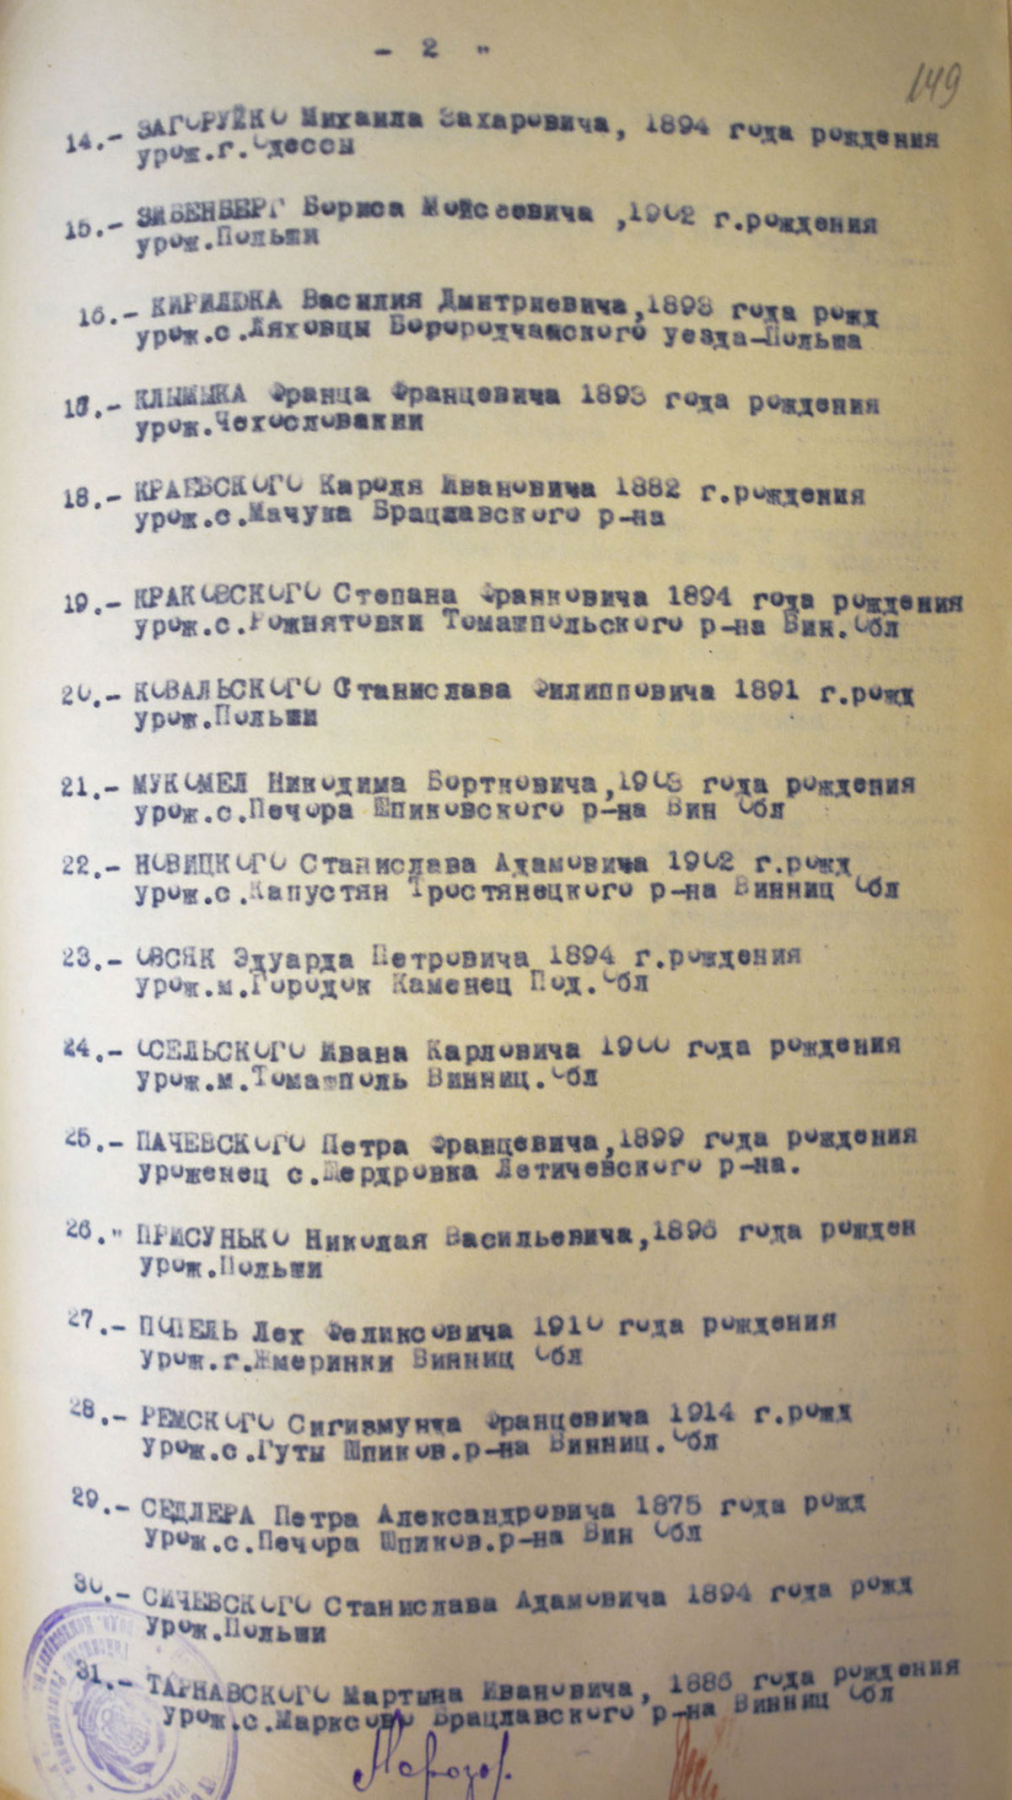 - 2 "
149
14.- ЗАГОРУЙКО Михаила Захаровича, 1894 года рождения
урож.г.Одессы
15.- ЗИБЕНБЕРГ Бориса Мойсеевича ,1902 г.рождения
урож.Польши
16.- КИРИЛЮКА Василия Дмитриевича,1898 года рожд
урож.с.Ляховцы Борородчанского уезда-Польша
17.- КЛЫМЫКА Франца Францевича 1893 года рождения
урож.Чехословакии
18.- КРАЕВСКОГО Кароля Ивановича 1882 г.рождения
урож.с.Мачуха Брацлавского р-на
19.- КРАКОВСКОГО Степана Франковича 1894 года рождения
урож.с.Рожнятовки Томашпольского р-на Вин.Обл
20.- КОВАЛЬСКОГО Станислава Филипповича 1891 г.рожд
урож.Польши
21.- МУКОМЕЛ Никодима Бортковича,1903 года рождения
урож.с.Печора Шпиковского р-на Вин Обл
22.- НОВИЦКОГО Станислава Адамовича 1902 г.рожд
урож.с.Капустян Тростянецкого р-на Винниц Обл
23.- ОВСЯК Эдуарда Петровича 1894 г.рождения
урож.м.Городок Каменец Под.Обл
24.- ОСЕЛЬСКОГО Ивана Карловича 1900 года рождения
урож.м.Томашполь Винниц.Обл
25.- ПАЧЕВСКОГО Петра Францевича,1899 года рождения
уроженец с.Шердровка Летичевского р-на.
26." ПРИСУНЬКО Николая Васильевича,1896 года рожден
урож.Польши
27.- ПОПЕЛЬ Лех Феликсовича 1910 года рождения
урож.г.Жмеринки Винниц Обл
28.- РЕМСКОГО Сигизмунда Францевича 1914 г.рожд
урож.с.Гуты Шпиков.р-на Винниц.Обл
29.- СЕДЛЕРА Петра Александровича 1875 года рожд
урож.с.Печора Шпиков.р-на Вин Обл
30.- СИЧЕВСКОГО Станислава Адамовича 1894 года рожд
урож.Польши
31.- ТАРНАВСКОГО Мартына Ивановича, 1886 года рождения
урож.с.Марксово Брацлавского р-на Винниц Обл